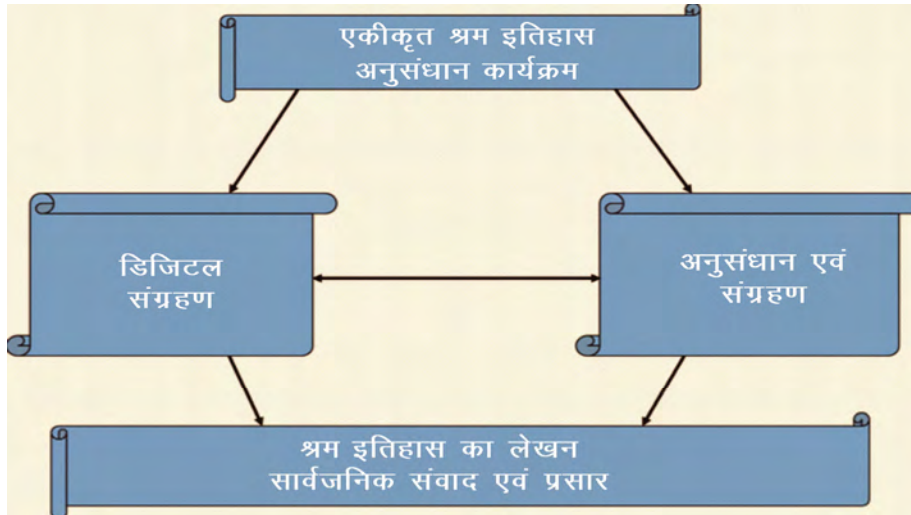 एकीकृत श्रम इतिहास
अनुसंधान कार्यक्रम
डिजिटल
संग्रहण
अनुसंधान एवं
संग्रहण
श्रम इतिहास का लेखन
सार्वजनिक संवाद एवं प्रसार